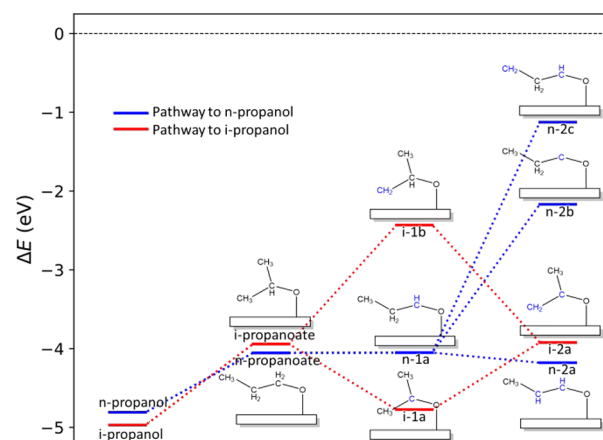 0
CH₂
H
C
O
C
H₂
−1
n-2c
Pathway to n-propanol
Pathway to i-propanol
CH₃
CH₂
C
H
O
CH₃
C
O
C
H₂
−2
n-2b
i-1b
ΔE (eV)
−3
CH₃
C
H
O
CH₃
CH₃
H
C
O
C
H₂
CH₃
C
O
CH₂
i-propanoate
i-2a
−4
n-propanoate
n-1a
n-2a
H₂
CH₃
C
O
C
H₂
CH₃
C
O
CH₃
CH₃
H
C
O
C
H
n-propanol
i-1a
i-propanol
−5